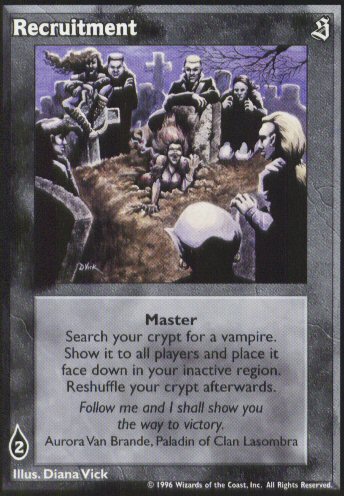 Recruitment
D.VICK
Master
Search your crypt for a vampire.
Show it to all players and place it
face down in your inactive region.
Reshuffle your crypt afterwards.
Follow me and I shall show you
the way to victory.
Aurora Van Brande, Paladin of Clan Lasombra
2
Illus. Diana Vick
© 1996 Wizards of the Coast, Inc. All Rights Reserved.